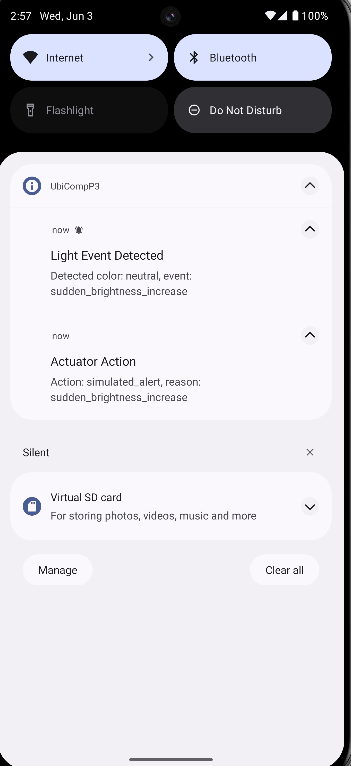 2:57 Wed, Jun 3 100%
Internet
Bluetooth
Flashlight
Do Not Disturb
UbiCompP3
now
Light Event Detected
Detected color: neutral, event:
sudden_brightness_increase
now
Actuator Action
Action: simulated_alert, reason:
sudden_brightness_increase
Silent
Virtual SD card
For storing photos, videos, music and more
Manage
Clear all